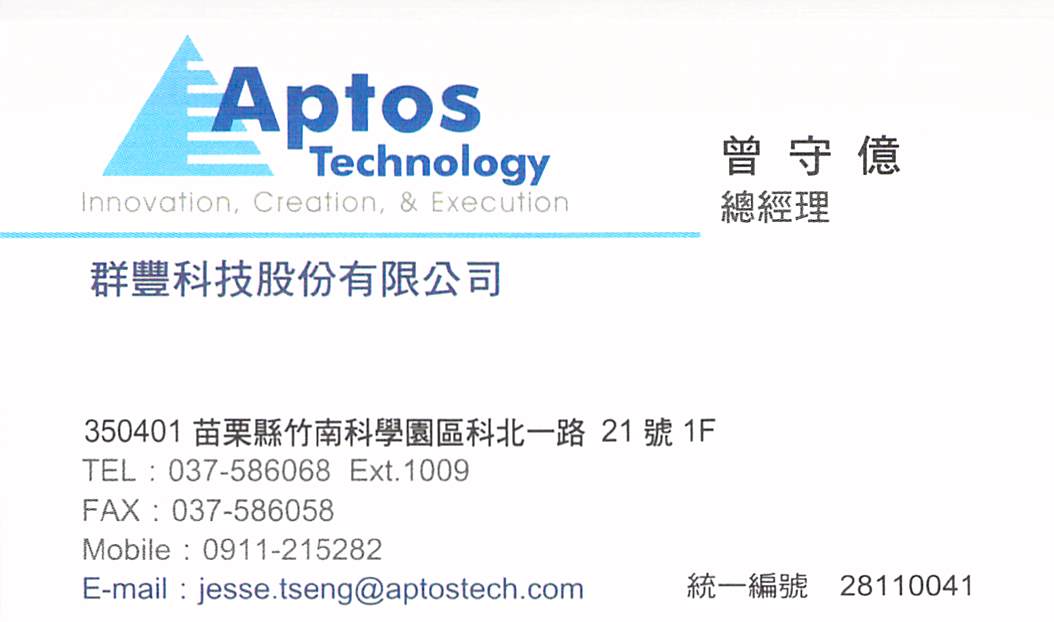 Aptos
Technology
Innovation, Creation, & Execution
曾守億
總經理
群豐科技股份有限公司
350401 苗栗縣竹南科學園區科北一路 21 號 1F
TEL : 037-586068 Ext.1009
FAX : 037-586058
Mobile : 0911-215282
E-mail : jesse.tseng@aptostech.com
統一編號 28110041